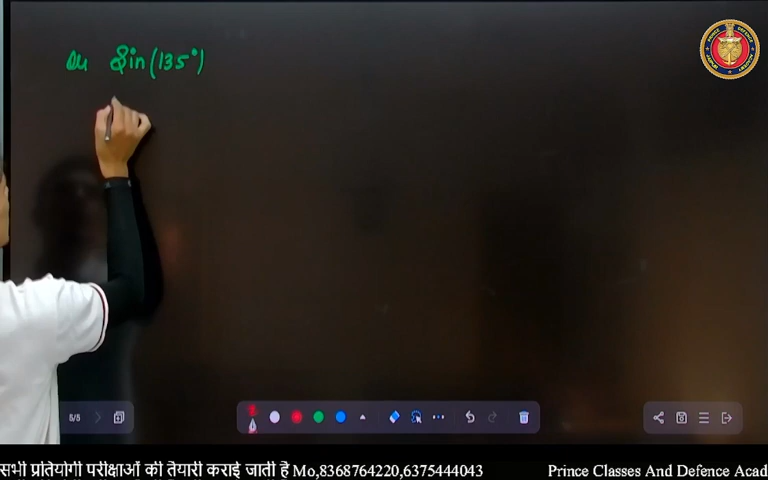 Qu Sin(135°)
5/5
सभी प्रतियोगी परीक्षाओं की तैयारी कराई जाती है Mo,8368764220,6375444043 Prince Classes And Defence Acad